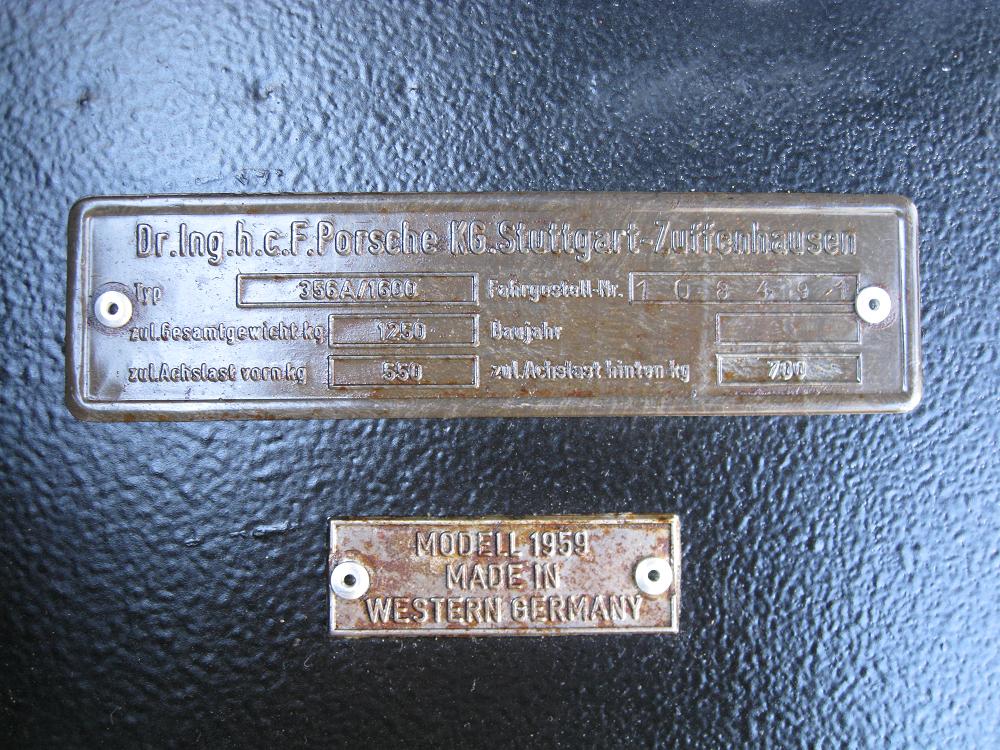 Dr.Ing.h.c.F.Porsche KG.Stuttgart-Zuffenhausen
Typ 356A/1600 Fahrgestell-Nr. 108491
zul.Gesamtgewicht kg 1250 Baujahr
zul.Achslast vorn kg 550 zul.Achslast hinten kg 700
MODELL 1959
MADE IN
WESTERN GERMANY